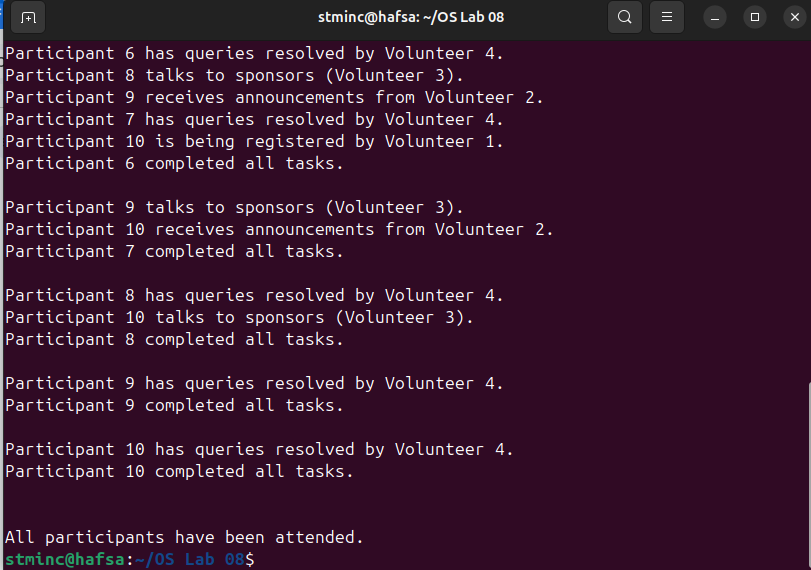 stminc@hafsa: ~/OS Lab 08
Participant 6 has queries resolved by Volunteer 4.
Participant 8 talks to sponsors (Volunteer 3).
Participant 9 receives announcements from Volunteer 2.
Participant 7 has queries resolved by Volunteer 4.
Participant 10 is being registered by Volunteer 1.
Participant 6 completed all tasks.
Participant 9 talks to sponsors (Volunteer 3).
Participant 10 receives announcements from Volunteer 2.
Participant 7 completed all tasks.
Participant 8 has queries resolved by Volunteer 4.
Participant 10 talks to sponsors (Volunteer 3).
Participant 8 completed all tasks.
Participant 9 has queries resolved by Volunteer 4.
Participant 9 completed all tasks.
Participant 10 has queries resolved by Volunteer 4.
Participant 10 completed all tasks.
All participants have been attended.
stminc@hafsa:~/OS Lab 08$